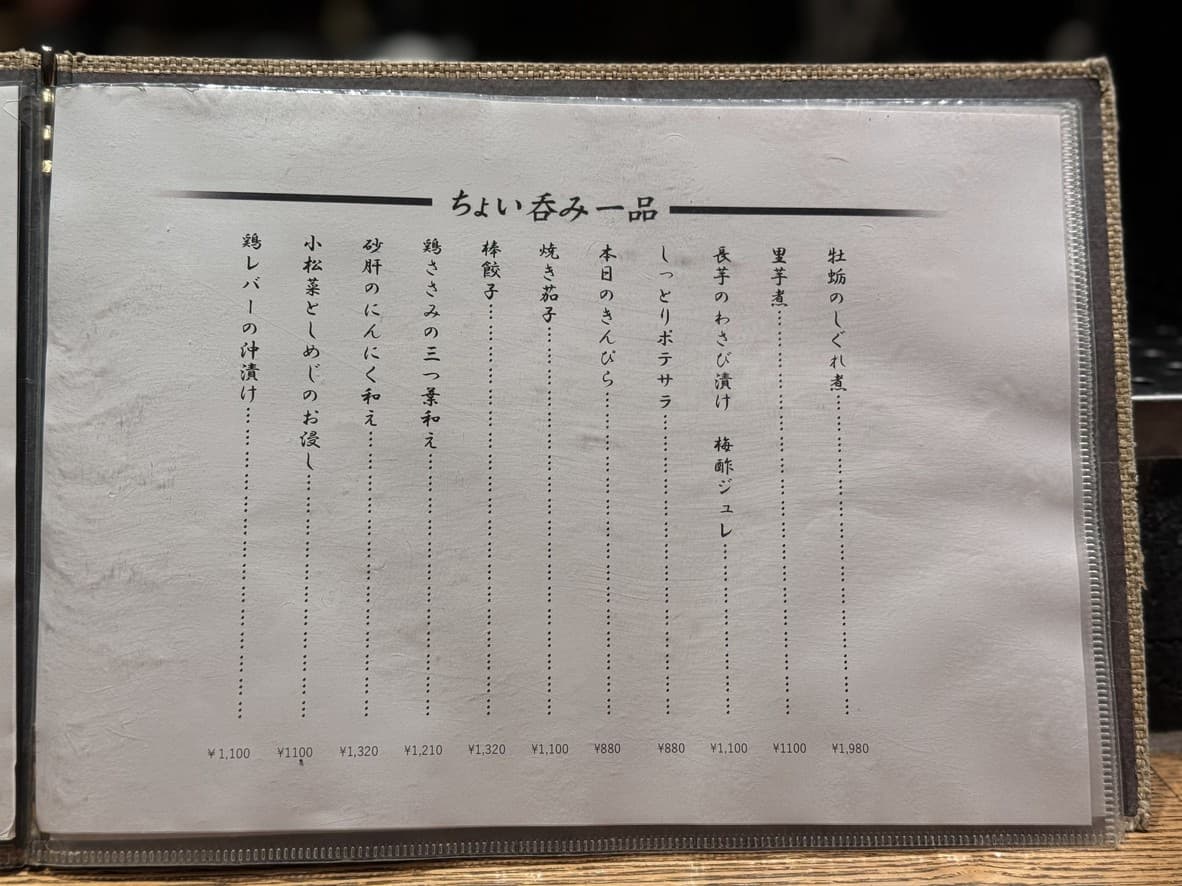 ちょい呑み一品
牡蛎のしぐれ煮 ¥1,980
里芋煮 ¥1100
長芋のわさび漬け 梅酢ジュレ ¥1,100
しっとりポテサラ ¥880
本日のきんぴら ¥880
焼き茄子 ¥1,100
棒餃子 ¥1,320
鶏ささみの三つ葉和え ¥1,210
砂肝のにんにく和え ¥1,320
小松菜としめじのお浸し ¥1100
鶏レバーの沖漬け ¥1,100